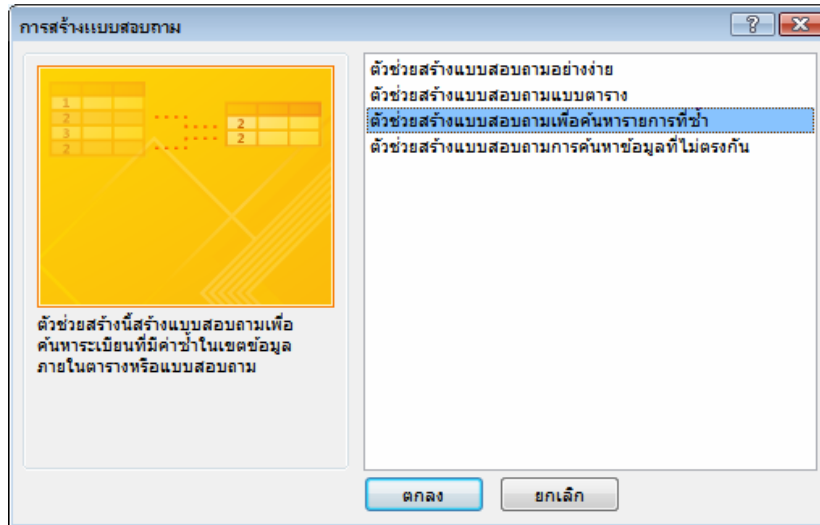 การสร้างแบบสอบถาม
ตัวช่วยสร้างแบบสอบถามอย่างง่าย
ตัวช่วยสร้างแบบสอบถามแบบตาราง
ตัวช่วยสร้างแบบสอบถามเพื่อค้นหารายการที่ซ้ำ
ตัวช่วยสร้างแบบสอบถามการค้นหาข้อมูลที่ไม่ตรงกัน
1
2
3
2
2
2
ตัวช่วยสร้างนี้สร้างแบบสอบถามเพื่อ
ค้นหาระเบียนที่มีค่าซ้ำในเขตข้อมูล
ภายในตารางหรือแบบสอบถาม
ตกลง
ยกเลิก